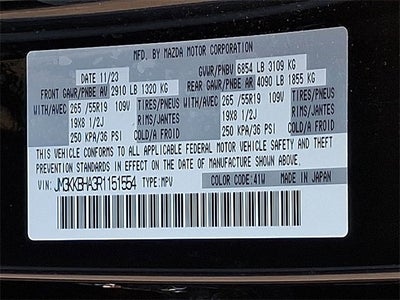 MFD. BY MAZDA MOTOR CORPORATION
DATE 11/23 GVWR/PNBV 6854 LB 3109 KG
FRONT GAWR/PNBE AV 2910 LB 1320 KG REAR GAWR/PNBE AR 4090 LB 1855 KG
WITH/AVEC 265 /55R19 109V TIRES/PNEUS WITH/AVEC 265 /55R19 109V TIRES/PNEUS
19X8 1/2J RIMS/JANTES 19X8 1/2J RIMS/JANTES
250 KPA/36 PSI COLD/A FROID 250 KPA/36 PSI COLD/A FROID
THIS VEHICLE CONFORMS TO ALL APPLICABLE FEDERAL MOTOR VEHICLE SAFETY AND THEFT
PREVENTION STANDARDS IN EFFECT ON THE DATE OF MANUFACTURE SHOWN ABOVE.
VIN: JM3KKBHA3R1151554 TYPE:MPV COLOR CODE:41W MADE IN JAPAN